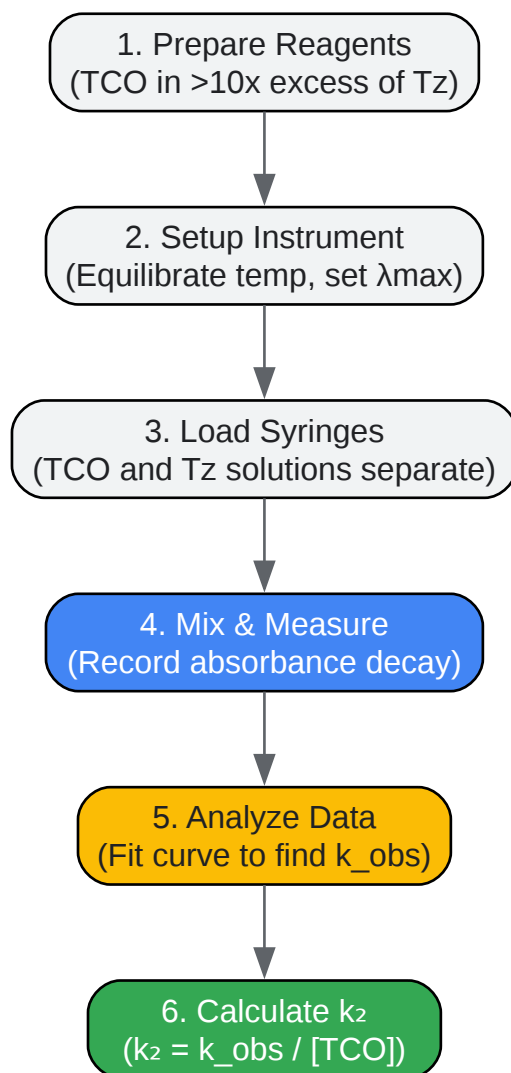 1. Prepare Reagents
(TCO in >10x excess of Tz)
2. Setup Instrument
(Equilibrate temp, set λmax)
3. Load Syringes
(TCO and Tz solutions separate)
4. Mix & Measure
(Record absorbance decay)
5. Analyze Data
(Fit curve to find k_obs)
6. Calculate k₂
(k₂ = k_obs / [TCO])